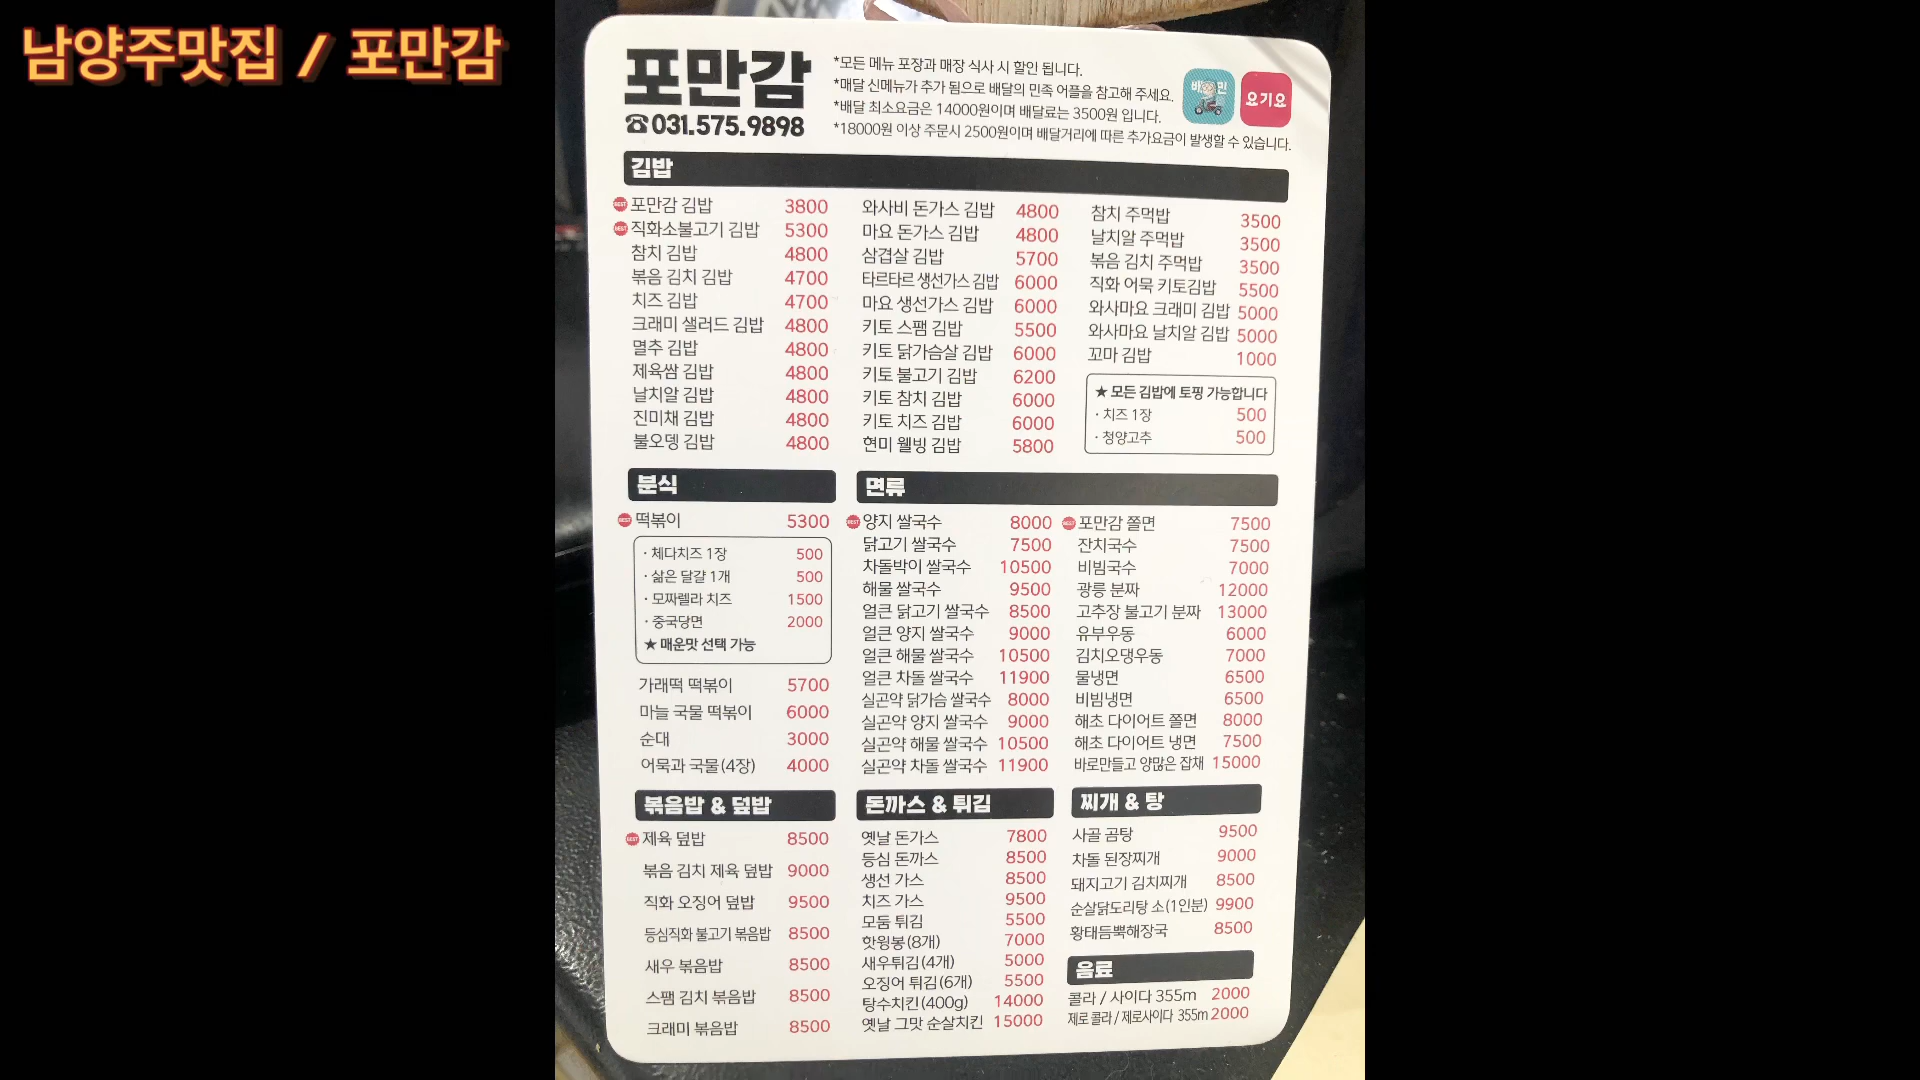 남양주맛집 / 포만감
포만감
☎031.575.9898
*모든 메뉴 포장과 매장 식사 시 할인 됩니다.
*매달 신메뉴가 추가 됨으로 배달의 민족 어플을 참고해 주세요.
*배달 최소요금은 14000원이며 배달료는 3500원 입니다.
*18000원 이상 주문시 2500원이며 배달거리에 따른 추가요금이 발생할 수 있습니다.
배민
요기요
김밥
BEST 포만감 김밥 3800
BEST 직화소불고기 김밥 5300
참치 김밥 4800
볶음 김치 김밥 4700
치즈 김밥 4700
크래미 샐러드 김밥 4800
멸추 김밥 4800
제육쌈 김밥 4800
날치알 김밥 4800
진미채 김밥 4800
불오뎅 김밥 4800
와사비 돈가스 김밥 4800
마요 돈가스 김밥 4800
삼겹살 김밥 5700
타르타르 생선가스 김밥 6000
마요 생선가스 김밥 6000
키토 스팸 김밥 5500
키토 닭가슴살 김밥 6000
키토 불고기 김밥 6200
키토 참치 김밥 6000
키토 치즈 김밥 6000
현미 웰빙 김밥 5800
참치 주먹밥 3500
날치알 주먹밥 3500
볶음 김치 주먹밥 3500
직화 어묵 키토김밥 5500
와사마요 크래미 김밥 5000
와사마요 날치알 김밥 5000
꼬마 김밥 1000
★ 모든 김밥에 토핑 가능합니다
· 치즈 1장 500
· 청양고추 500
분식
BEST 떡볶이 5300
· 체다치즈 1장 500
· 삶은 달걀 1개 500
· 모짜렐라 치즈 1500
· 중국당면 2000
★ 매운맛 선택 가능
가래떡 떡볶이 5700
마늘 국물 떡볶이 6000
순대 3000
어묵과 국물(4장) 4000
면류
BEST 양지 쌀국수 8000
닭고기 쌀국수 7500
차돌박이 쌀국수 10500
해물 쌀국수 9500
얼큰 닭고기 쌀국수 8500
얼큰 양지 쌀국수 9000
얼큰 해물 쌀국수 10500
얼큰 차돌 쌀국수 11900
실곤약 닭가슴 쌀국수 8000
실곤약 양지 쌀국수 9000
실곤약 해물 쌀국수 10500
실곤약 차돌 쌀국수 11900
BEST 포만감 쫄면 7500
잔치국수 7500
비빔국수 7000
광릉 분짜 12000
고추장 불고기 분짜 13000
유부우동 6000
김치오댕우동 7000
물냉면 6500
비빔냉면 6500
해초 다이어트 쫄면 8000
해초 다이어트 냉면 7500
바로만들고 양많은 잡채 15000
볶음밥 & 덮밥
BEST 제육 덮밥 8500
볶음 김치 제육 덮밥 9000
직화 오징어 덮밥 9500
등심직화 불고기 볶음밥 8500
새우 볶음밥 8500
스팸 김치 볶음밥 8500
크래미 볶음밥 8500
돈까스 & 튀김
옛날 돈가스 7800
등심 돈까스 8500
생선 가스 8500
치즈 가스 9500
모둠 튀김 5500
핫윙봉(8개) 7000
새우튀김(4개) 5000
오징어 튀김(6개) 5500
탕수치킨(400g) 14000
옛날 그맛 순살치킨 15000
찌개 & 탕
사골 곰탕 9500
차돌 된장찌개 9000
돼지고기 김치찌개 8500
순살닭도리탕 소(1인분) 9900
황태듬뿍해장국 8500
음료
콜라 / 사이다 355m 2000
제로 콜라 / 제로사이다 355m 2000